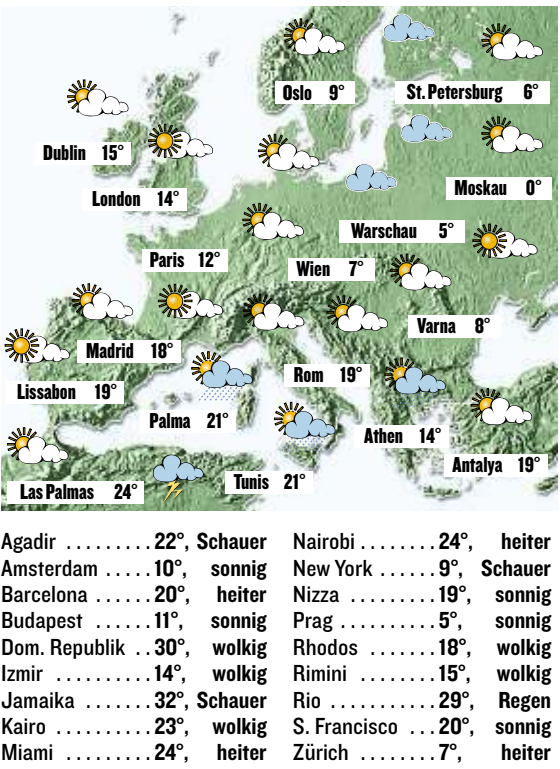 Oslo 9°
St. Petersburg 6°
Dublin 15°
London 14°
Moskau 0°
Warschau 5°
Paris 12°
Wien 7°
Varna 8°
Madrid 18°
Lissabon 19°
Rom 19°
Palma 21°
Athen 14°
Antalya 19°
Las Palmas 24°
Tunis 21°
Agadir ......... 22°, Schauer
Amsterdam ..... 10°, sonnig
Barcelona ...... 20°, heiter
Budapest ...... 11°, sonnig
Dom. Republik .. 30°, wolkig
Izmir ......... 14°, wolkig
Jamaika ........ 32°, Schauer
Kairo .......... 23°, wolkig
Miami ......... 24°, heiter
Nairobi ........ 24°, heiter
New York ...... 9°, Schauer
Nizza ......... 19°, sonnig
Prag .......... 5°, sonnig
Rhodos ........ 18°, wolkig
Rimini ........ 15°, wolkig
Rio ........... 29°, Regen
S. Francisco ... 20°, sonnig
Zürich ......... 7°, heiter